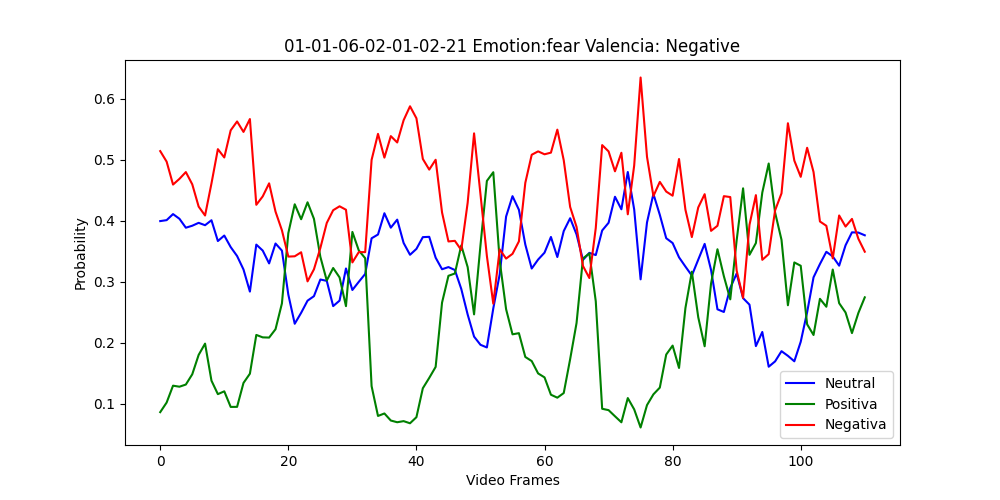 01-01-06-02-01-02-21 Emotion:fear Valencia: Negative
Probability
0.6
0.5
0.4
0.3
0.2
0.1
0 20 40 60 80 100
Video Frames
Neutral
Positiva
Negativa